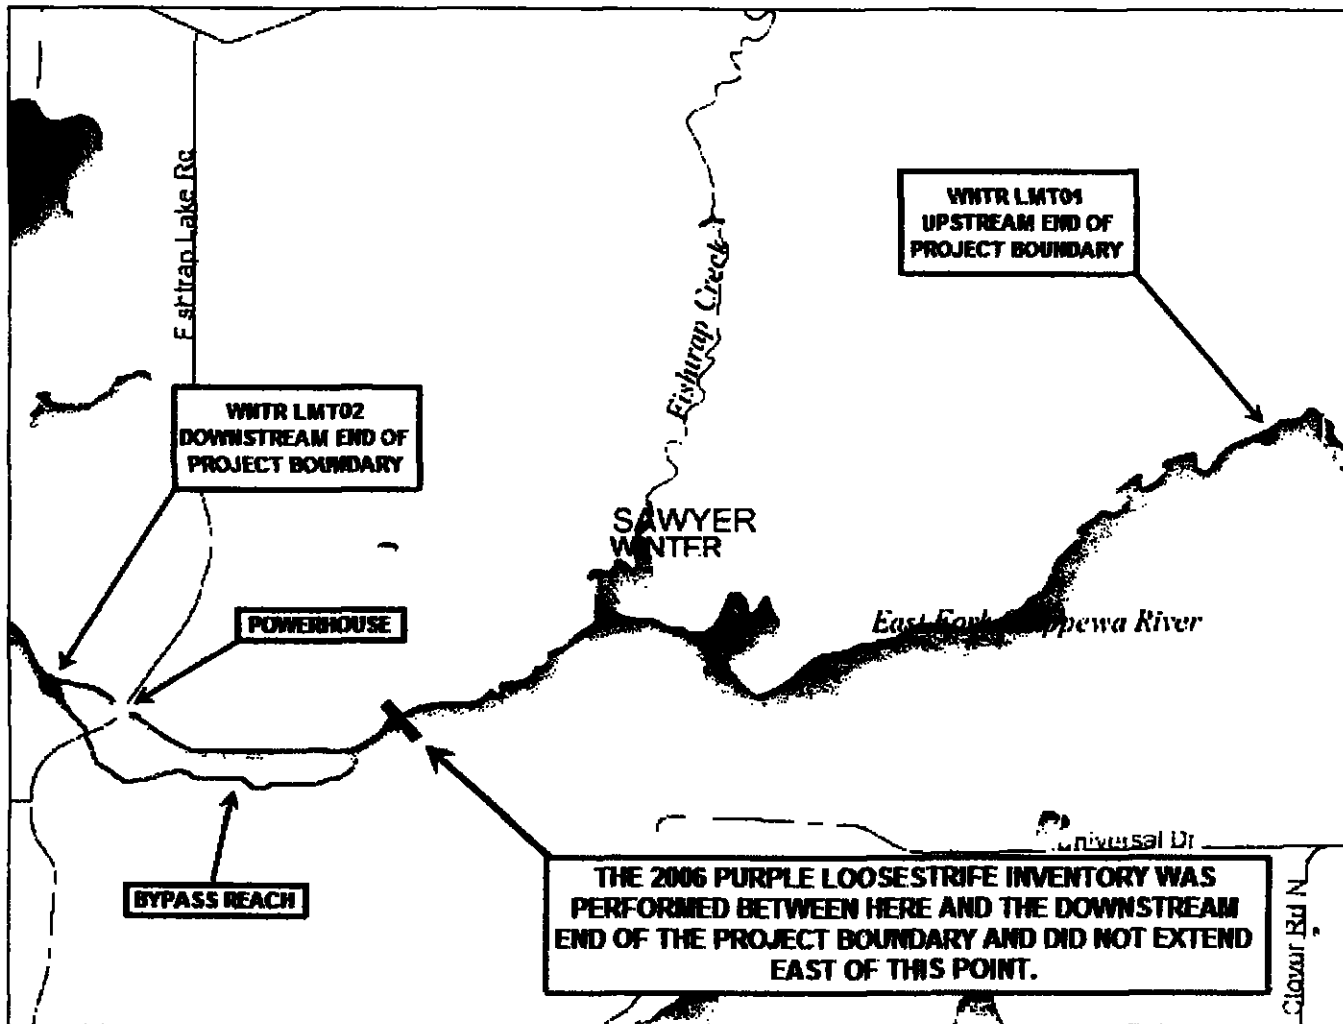 Fishtrap Lake Rd
WNTR LMT01
UPSTREAM END OF
PROJECT BOUNDARY
Fishtrap Creek
WNTR LMT02
DOWNSTREAM END OF
PROJECT BOUNDARY
SAWYER
WINTER
POWERHOUSE
East Fork Chippewa River
Universal Dr
BYPASS REACH
THE 2006 PURPLE LOOSESTRIFE INVENTORY WAS
PERFORMED BETWEEN HERE AND THE DOWNSTREAM
END OF THE PROJECT BOUNDARY AND DID NOT EXTEND
EAST OF THIS POINT.
Clover Rd N